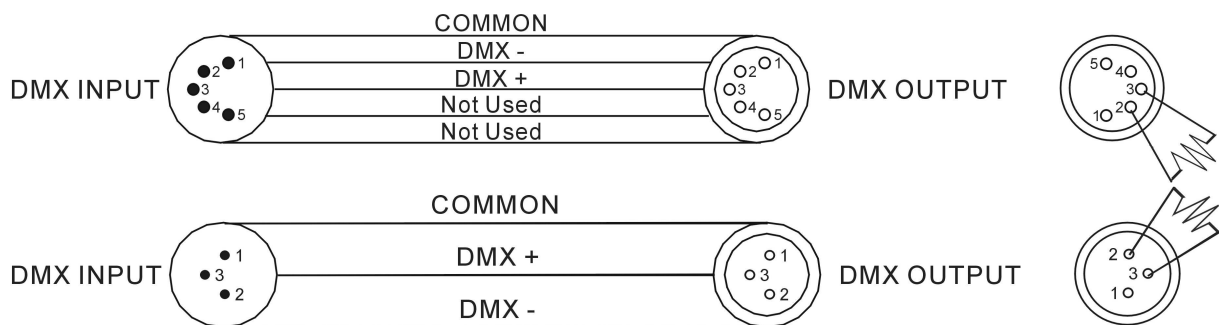 COMMON
DMX -
DMX INPUT
DMX +
Not Used
Not Used
1
2
3
4
5
1
2
3
4
5
DMX OUTPUT
5
4
3
2
1
COMMON
DMX INPUT
DMX +
DMX -
1
3
2
1
3
2
DMX OUTPUT
2
3
1